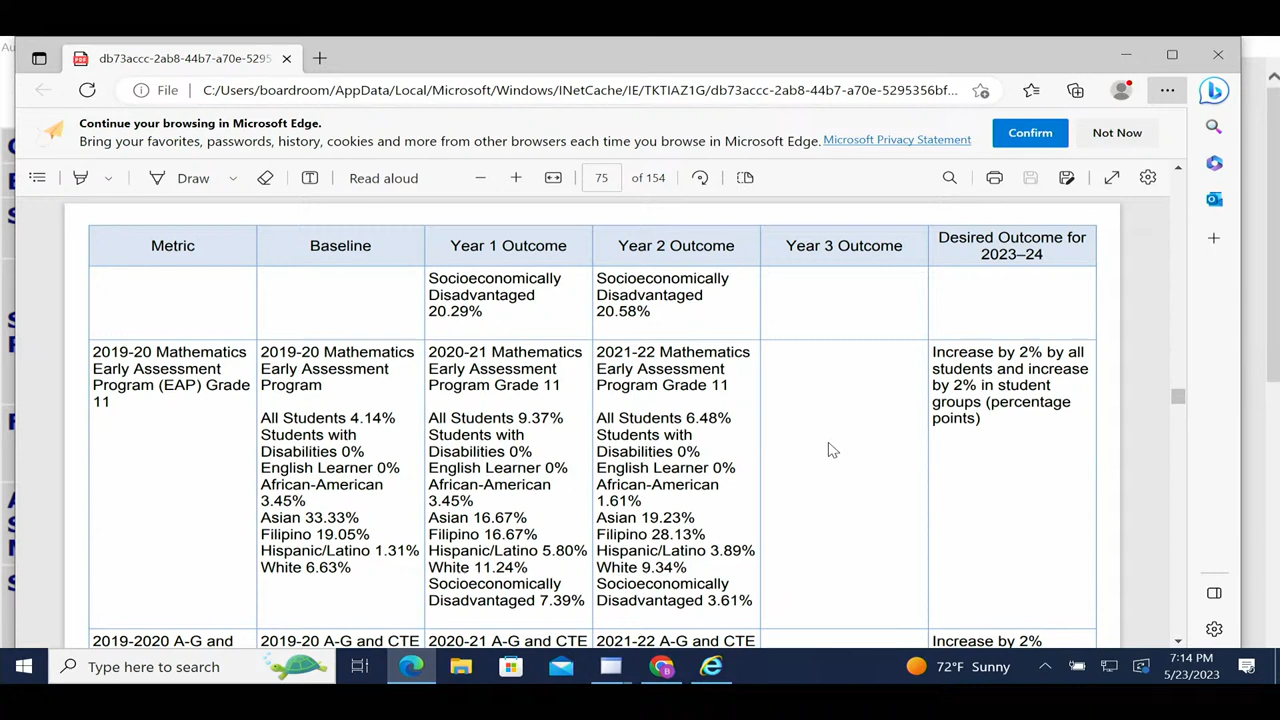 db73accc-2ab8-44b7-a70e-5295
File
C:/Users/boardroom/AppData/Local/Microsoft/Windows/INetCache/IE/TKTIAZ1G/db73accc-2ab8-44b7-a70e-5295356bf...
Continue your browsing in Microsoft Edge.
Bring your favorites, passwords, history, cookies and more from other browsers each time you browse in Microsoft Edge. Microsoft Privacy Statement
Confirm
Not Now
Draw
Read aloud
75
of 154
Metric
Baseline
Year 1 Outcome
Year 2 Outcome
Year 3 Outcome
Desired Outcome for
2023–24
Socioeconomically
Disadvantaged
20.29%
Socioeconomically
Disadvantaged
20.58%
2019-20 Mathematics
Early Assessment
Program (EAP) Grade
11
2019-20 Mathematics
Early Assessment
Program
All Students 4.14%
Students with
Disabilities 0%
English Learner 0%
African-American
3.45%
Asian 33.33%
Filipino 19.05%
Hispanic/Latino 1.31%
White 6.63%
2020-21 Mathematics
Early Assessment
Program Grade 11
All Students 9.37%
Students with
Disabilities 0%
English Learner 0%
African-American
3.45%
Asian 16.67%
Filipino 16.67%
Hispanic/Latino 5.80%
White 11.24%
Socioeconomically
Disadvantaged 7.39%
2021-22 Mathematics
Early Assessment
Program Grade 11
All Students 6.48%
Students with
Disabilities 0%
English Learner 0%
African-American
1.61%
Asian 19.23%
Filipino 28.13%
Hispanic/Latino 3.89%
White 9.34%
Socioeconomically
Disadvantaged 3.61%
Increase by 2% by all
students and increase
by 2% in student
groups (percentage
points)
2019-2020 A-G and
2019-20 A-G and CTE
2020-21 A-G and CTE
2021-22 A-G and CTE
Increase by 2%
Type here to search
72°F Sunny
7:14 PM
5/23/2023